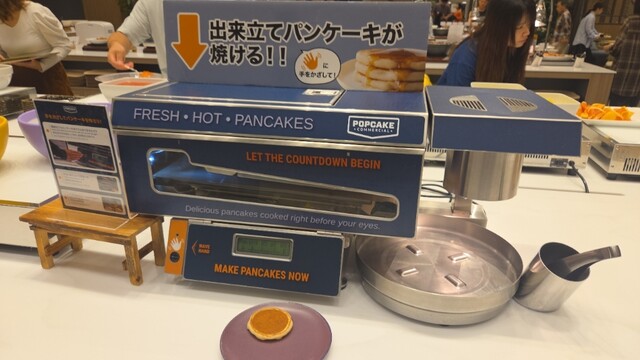 出来立てパンケーキが
焼ける!!
に
手をかざして!
FRESH • HOT • PANCAKES
POPCAKE
• COMMERCIAL •
LET THE COUNTDOWN BEGIN
Delicious pancakes cooked right before your eyes.
MAKE PANCAKES NOW